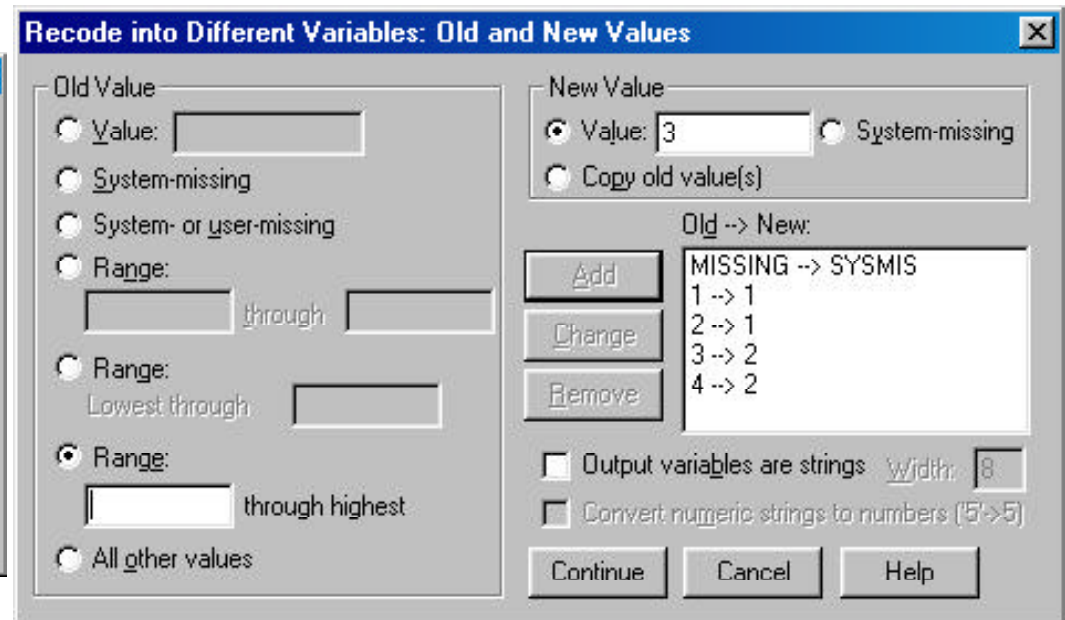 Recode into Different Variables: Old and New Values
Old Value
Value:
System-missing
System- or user-missing
Range:
through
Range:
Lowest through
Range:
through highest
All other values
New Value
Value: 3 System-missing
Copy old value(s)
Old --> New:
Add
Change
Remove
MISSING --> SYSMIS
1 --> 1
2 --> 1
3 --> 2
4 --> 2
Output variables are strings Width: 8
Convert numeric strings to numbers ('5'->5)
Continue Cancel Help